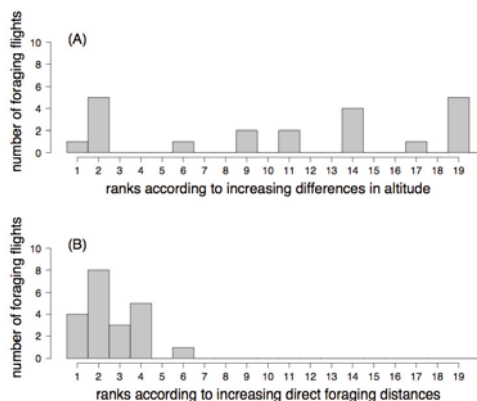 (A)
number of foraging flights
10
8
6
4
2
0
1 2 3 4 5 6 7 8 9 10 11 12 13 14 15 16 17 19
ranks according to increasing differences in altitude
(B)
number of foraging flights
10
8
6
4
2
0
1 2 3 4 5 6 7 8 9 10 11 12 13 14 15 16 17 19
ranks according to increasing direct foraging distances